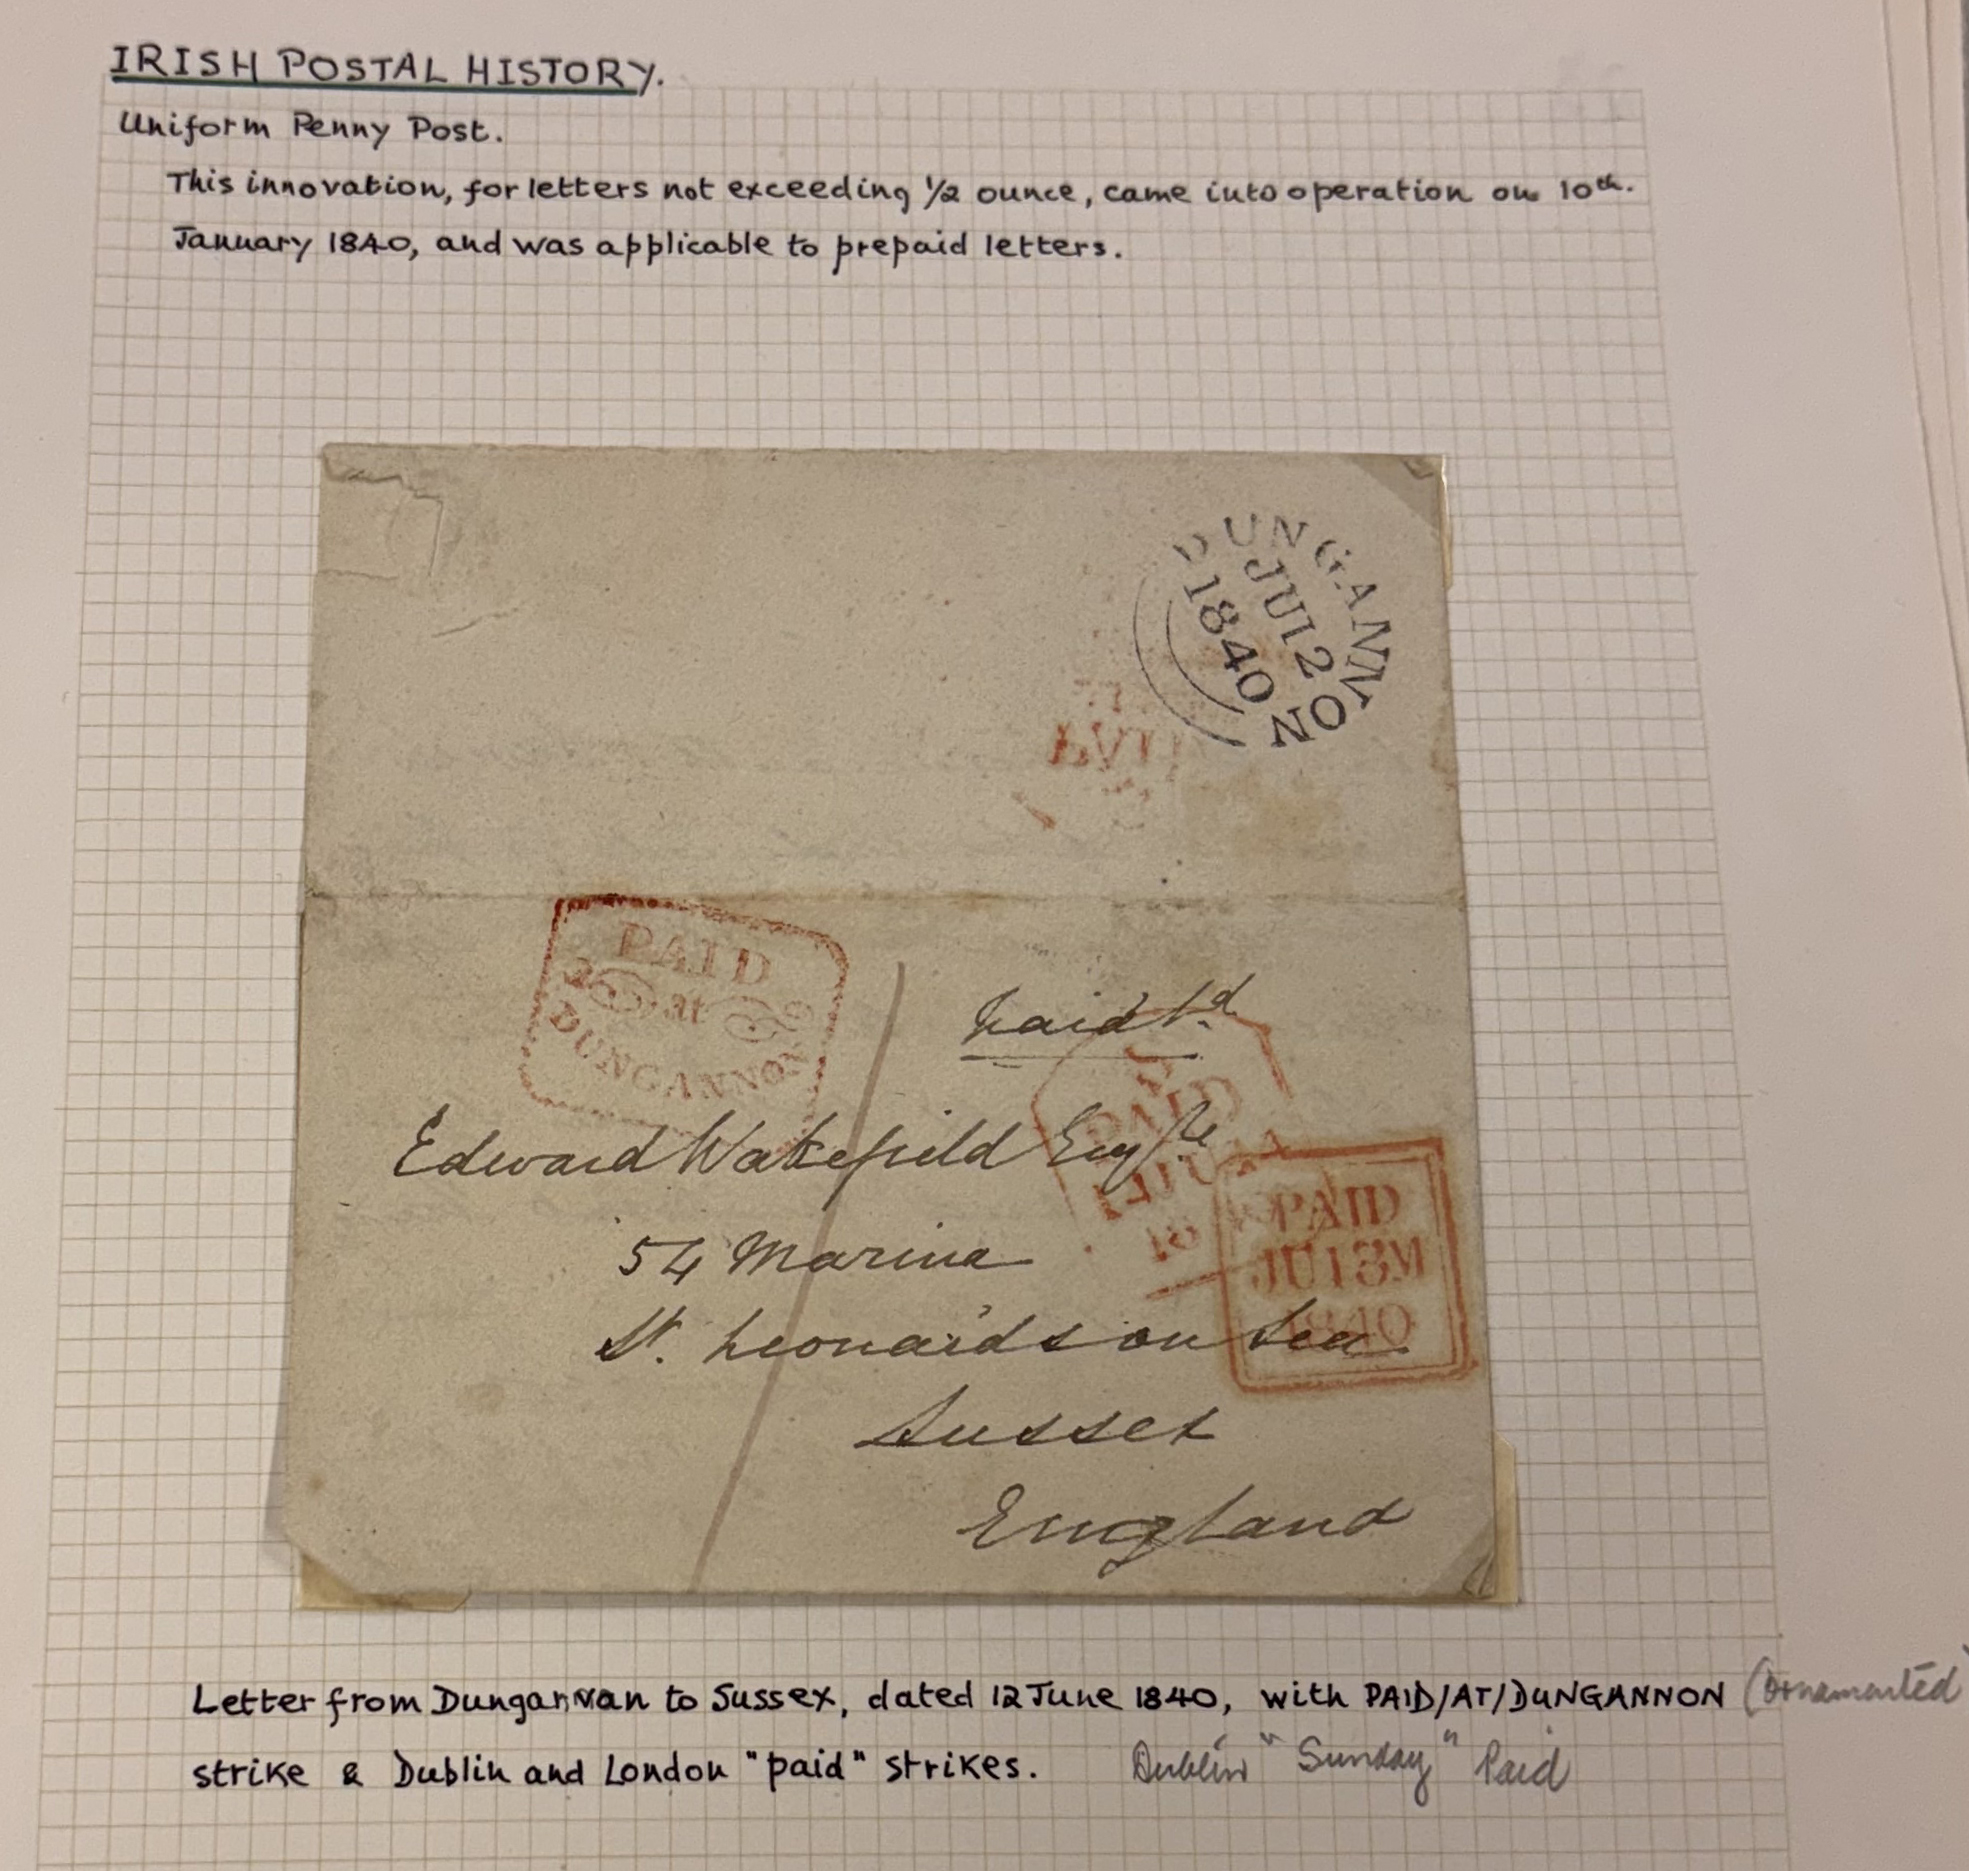 IRISH POSTAL HISTORY.
Uniform Penny Post.
This innovation, for letters not exceeding 1/2 ounce, came into operation on 10th.
January 1840, and was applicable to prepaid letters.
DUNGANNON
JU12
1840
PAID
at
DUNGANNON
Paid 1d
PAID
Edward Wakefield Esqre
PAID
JU13M
1840
54 Marina
St. Leonards on Sea
Sussex
England
Letter from Dungannan to Sussex, dated 12 June 1840, with PAID/AT/DUNGANNON (Ornamented
strike & Dublin and London "paid" strikes. Dublin "Sunday" Paid